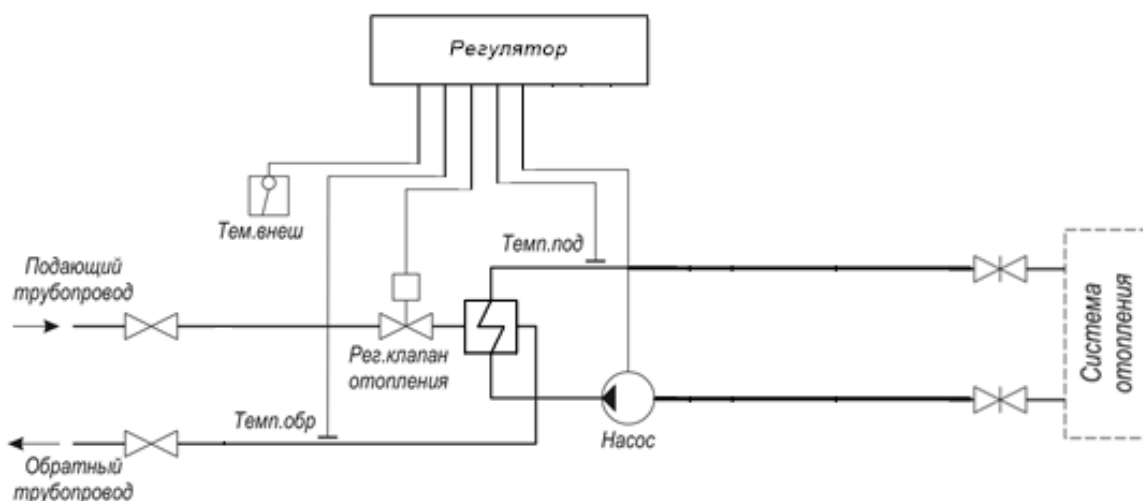 Регулятор
Тем.внеш
Темп.под
Подающий
трубопровод
Рег.клапан
отопления
Система
отопления
Темп.обр
Насос
Обратный
трубопровод